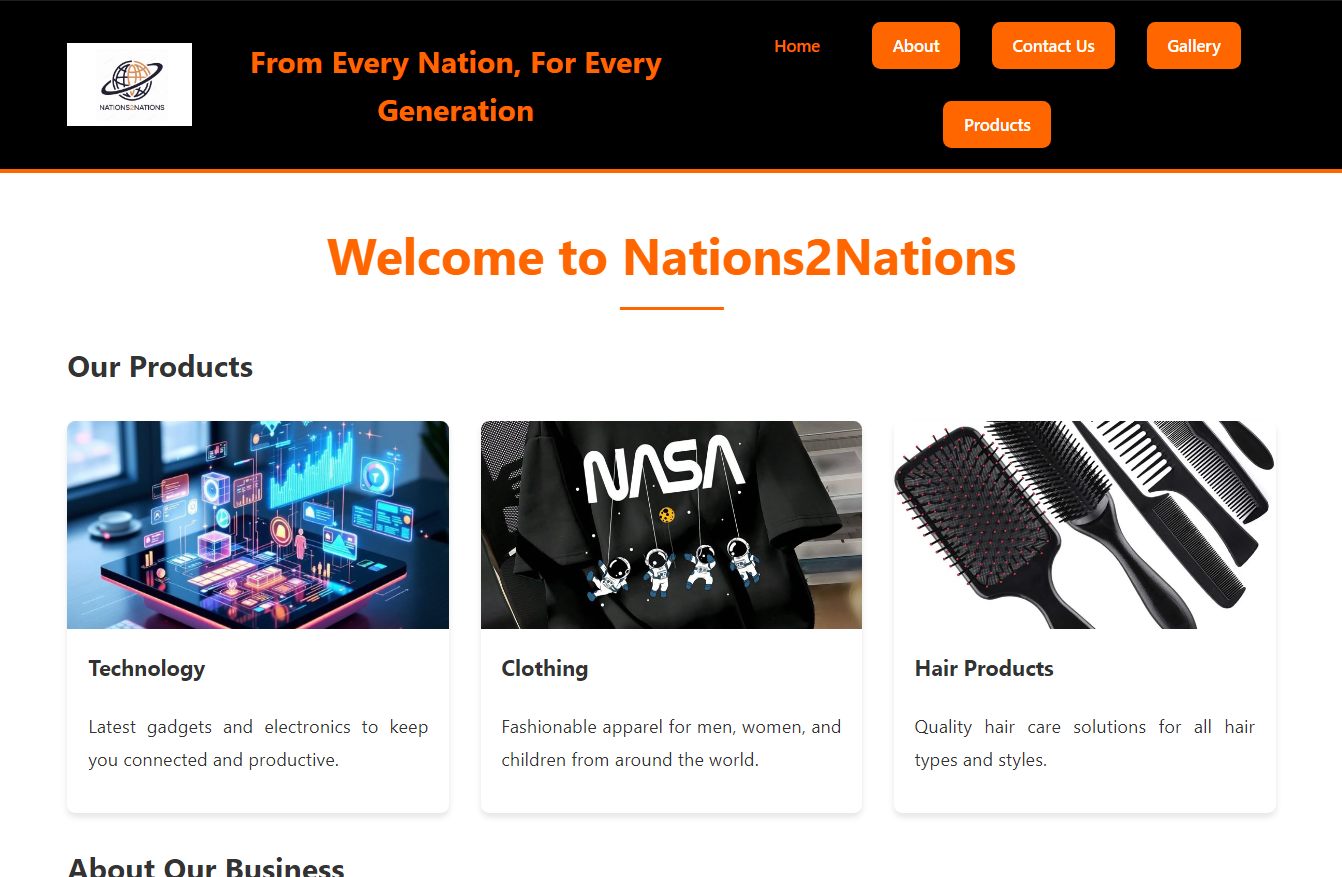 NATIONS2NATIONS
From Every Nation, For Every
Generation
Home
About
Contact Us
Gallery
Products
Welcome to Nations2Nations
Our Products
NASA
Technology
Latest gadgets and electronics to keep
you connected and productive.
Clothing
Fashionable apparel for men, women, and
children from around the world.
Hair Products
Quality hair care solutions for all hair
types and styles.
About Our Business